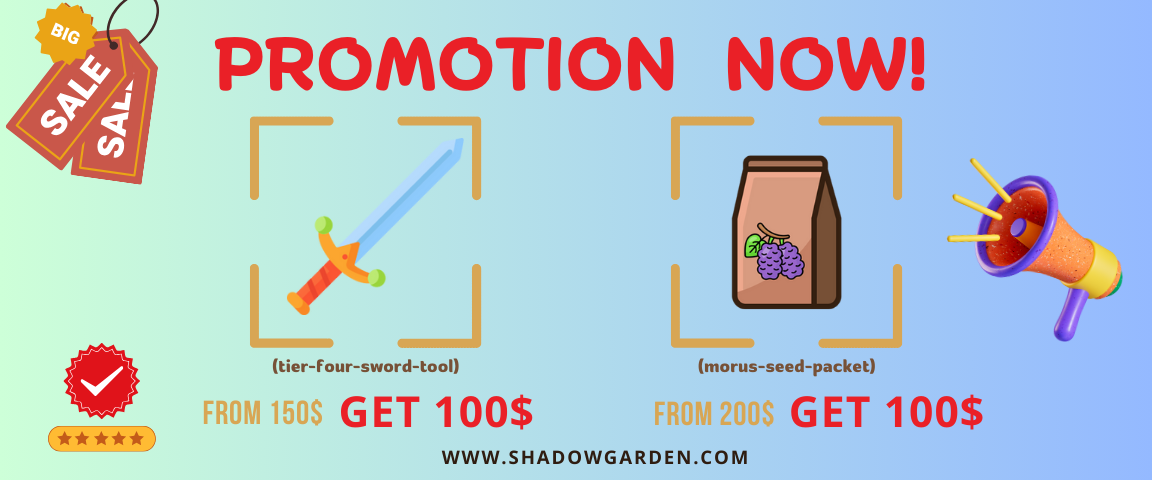 BIG
SALE
SALE
PROMOTION NOW!
(tier-four-sword-tool)
(morus-seed-packet)
FROM 150$ GET 100$
FROM 200$ GET 100$
WWW.SHADOWGARDEN.COM